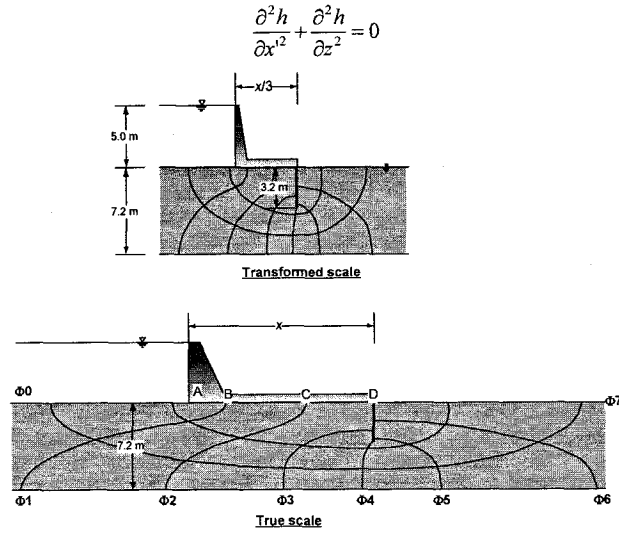 ∂²h/∂x'² + ∂²h/∂z² = 0
x/3
5.0 m
3.2 m
7.2 m
Transformed scale
x
A B C D
Φ0 Φ7
7.2 m
Φ1 Φ2 Φ3 Φ4 Φ5 Φ6
True scale